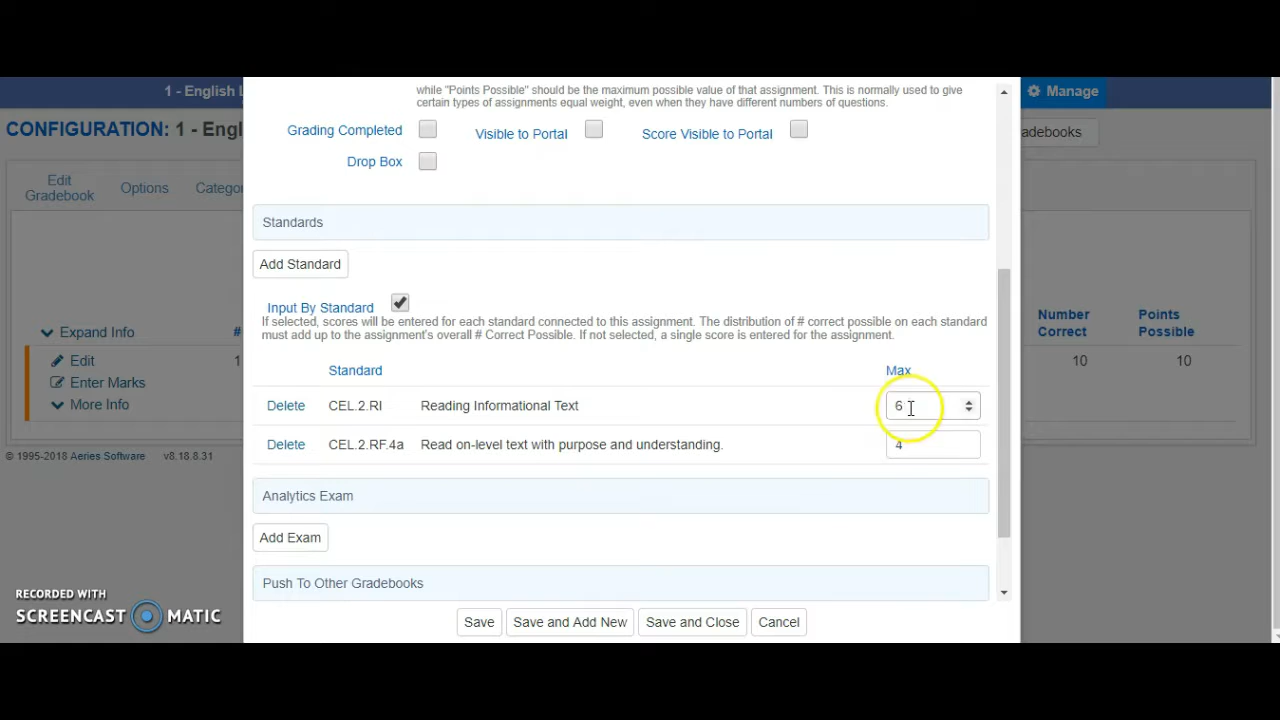 1 - English L
Manage
CONFIGURATION: 1 - Engl
adebooks
Edit
Gradebook
Options
Catego
while "Points Possible" should be the maximum possible value of that assignment. This is normally used to give
certain types of assignments equal weight, even when they have different numbers of questions.
Grading Completed
Visible to Portal
Score Visible to Portal
Drop Box
Standards
Add Standard
Input By Standard
If selected, scores will be entered for each standard connected to this assignment. The distribution of # correct possible on each standard
must add up to the assignment's overall # Correct Possible. If not selected, a single score is entered for the assignment.
Standard
Max
Delete CEL.2.RI Reading Informational Text 6
Delete CEL.2.RF.4a Read on-level text with purpose and understanding. 4
Analytics Exam
Add Exam
Push To Other Gradebooks
Save
Save and Add New
Save and Close
Cancel
Expand Info #
Edit 1
Enter Marks
More Info
Number
Correct
Points
Possible
10
10
© 1995-2018 Aeries Software v8.18.8.31
RECORDED WITH
SCREENCAST MATIC